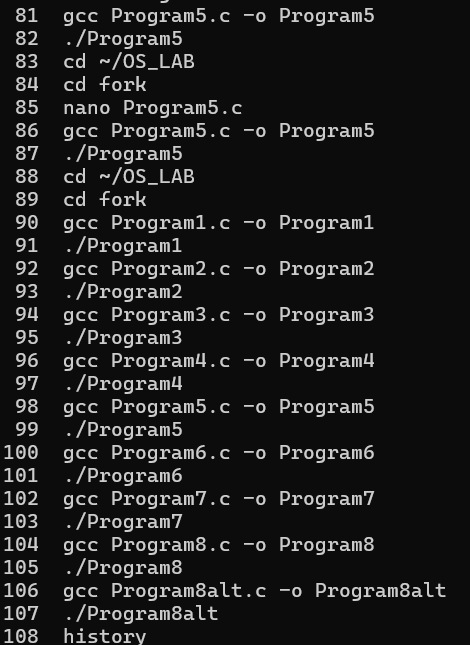 81 gcc Program5.c -o Program5
82 ./Program5
83 cd ~/OS_LAB
84 cd fork
85 nano Program5.c
86 gcc Program5.c -o Program5
87 ./Program5
88 cd ~/OS_LAB
89 cd fork
90 gcc Program1.c -o Program1
91 ./Program1
92 gcc Program2.c -o Program2
93 ./Program2
94 gcc Program3.c -o Program3
95 ./Program3
96 gcc Program4.c -o Program4
97 ./Program4
98 gcc Program5.c -o Program5
99 ./Program5
100 gcc Program6.c -o Program6
101 ./Program6
102 gcc Program7.c -o Program7
103 ./Program7
104 gcc Program8.c -o Program8
105 ./Program8
106 gcc Program8alt.c -o Program8alt
107 ./Program8alt
108 history